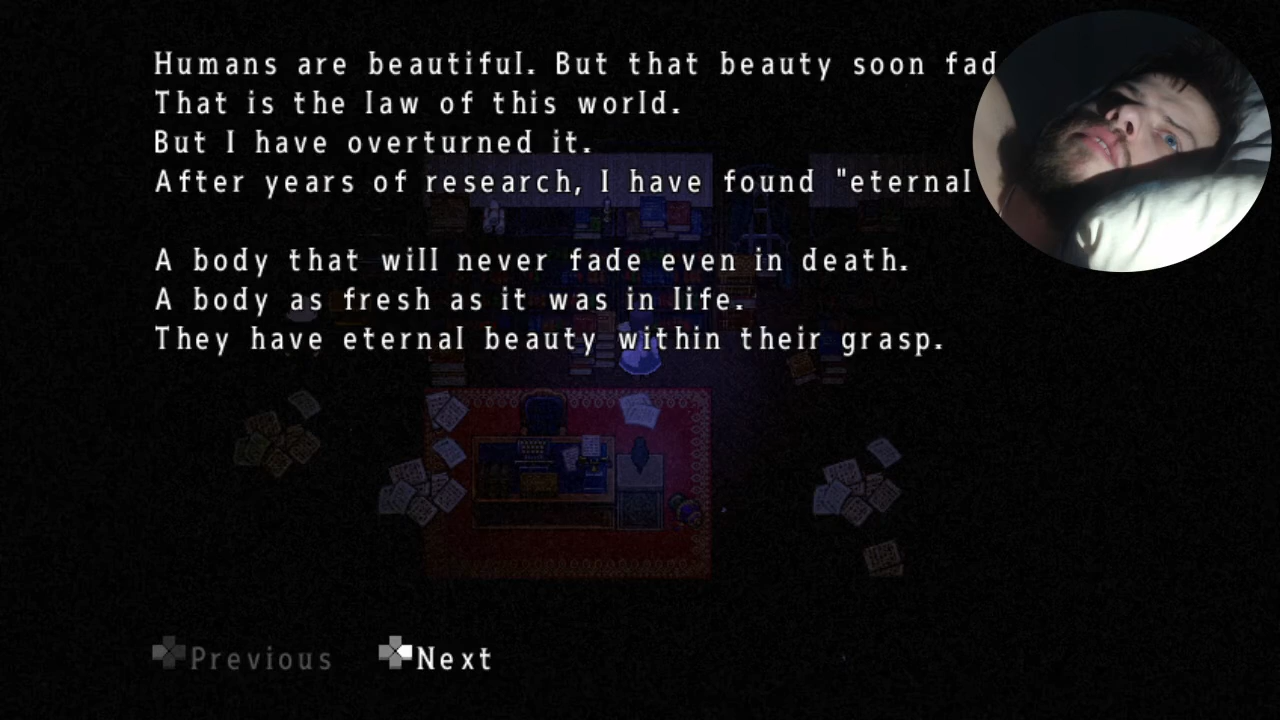 Humans are beautiful. But that beauty soon
That is the law of this world.
But I have overturned it.
After years of research, I have found "eternal
A body that will never fade even in death.
A body as fresh as it was in life.
They have eternal beauty within their grasp.
Previous
Next